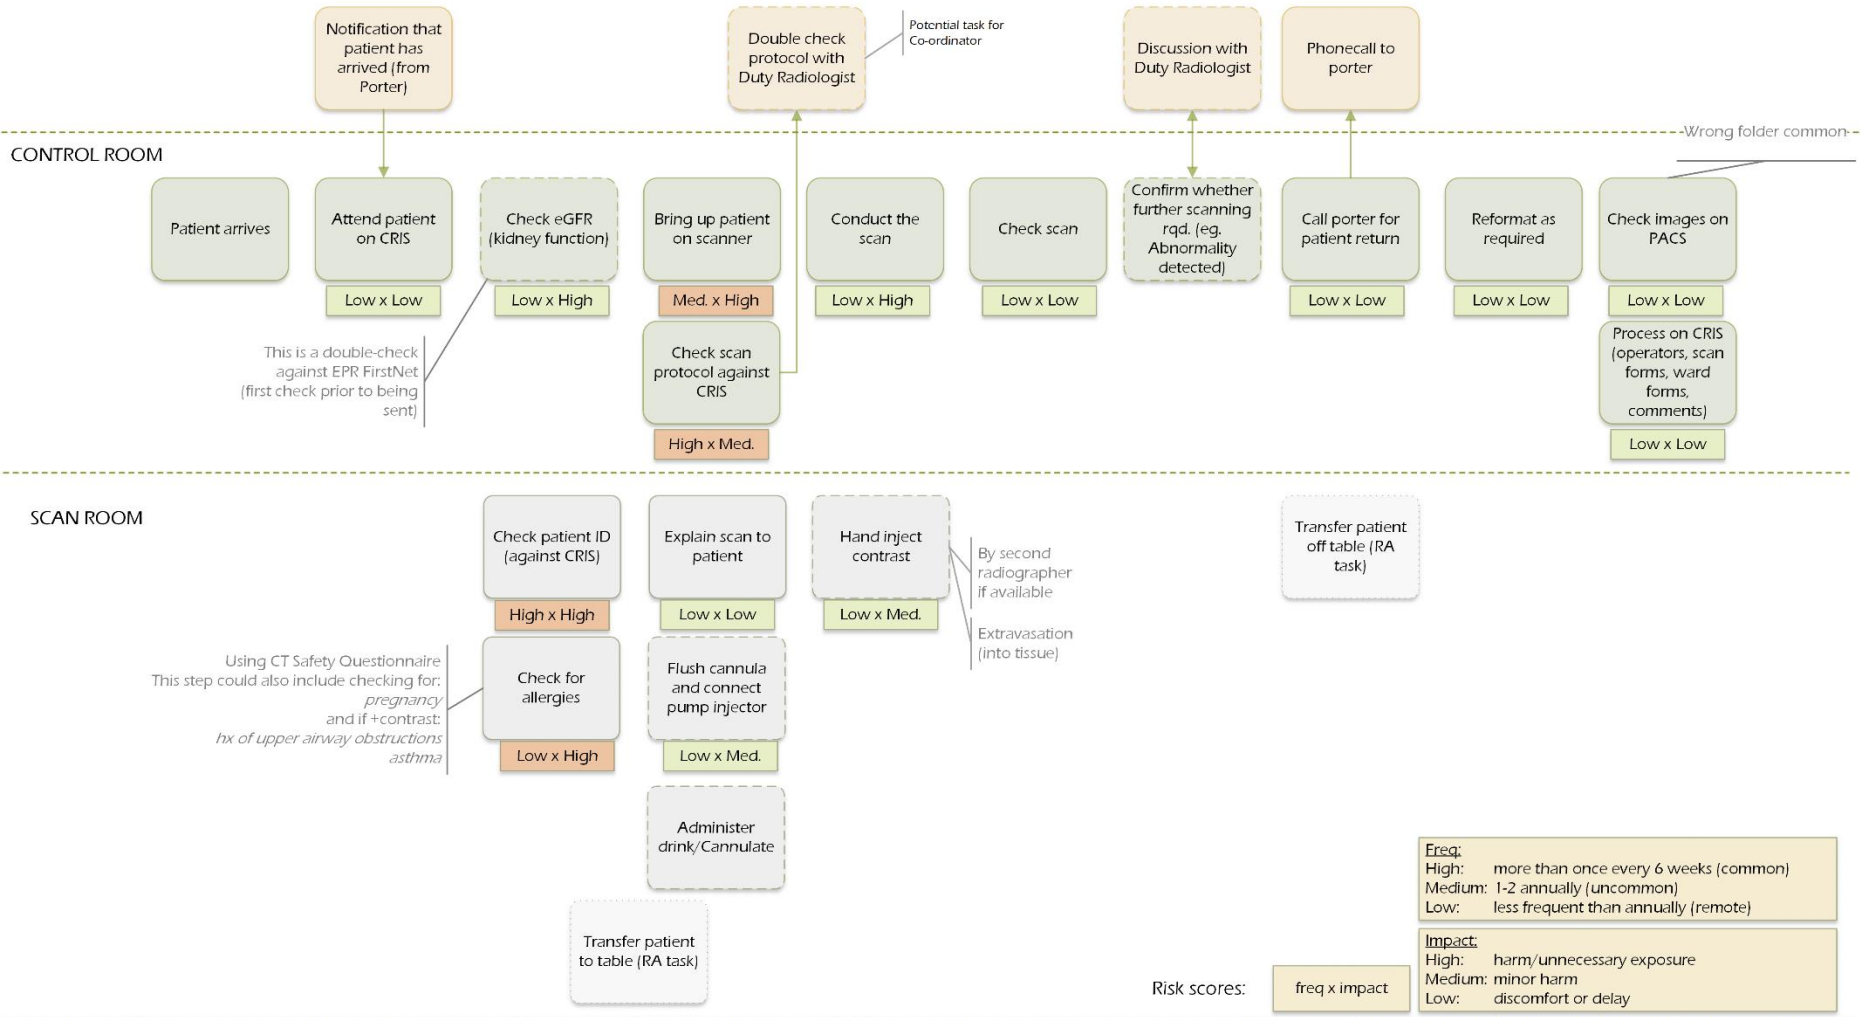 Notification that
patient has
arrived (from
Porter)
Double check
protocol with
Duty Radiologist
Potential task for
Co-ordinator
Discussion with
Duty Radiologist
Phonecall to
porter
Wrong folder common
CONTROL ROOM
Patient arrives
Attend patient
on CRIS
Low x Low
Check eGFR
(kidney function)
Low x High
Bring up patient
on scanner
Med. x High
Conduct the
scan
Low x High
Check scan
Low x Low
Confirm whether
further scanning
rqd. (eg.
Abnormality
detected)
Call porter for
patient return
Low x Low
Reformat as
required
Low x Low
Check images on
PACS
Low x Low
This is a double-check
against EPR FirstNet
(first check prior to being
sent)
Check scan
protocol against
CRIS
High x Med.
Process on CRIS
(operators, scan
forms, ward
forms,
comments)
Low x Low
SCAN ROOM
Check patient ID
(against CRIS)
High x High
Explain scan to
patient
Low x Low
Hand inject
contrast
Low x Med.
By second
radiographer
if available
Extravasation
(into tissue)
Transfer patient
off table (RA
task)
Using CT Safety Questionnaire
This step could also include checking for:
pregnancy
and if +contrast:
hx of upper airway obstructions
asthma
Check for
allergies
Low x High
Flush cannula
and connect
pump injector
Low x Med.
Administer
drink/Cannulate
Transfer patient
to table (RA task)
Risk scores:
freq x impact
Freq:
High: more than once every 6 weeks (common)
Medium: 1-2 annually (uncommon)
Low: less frequent than annually (remote)
Impact:
High: harm/unnecessary exposure
Medium: minor harm
Low: discomfort or delay